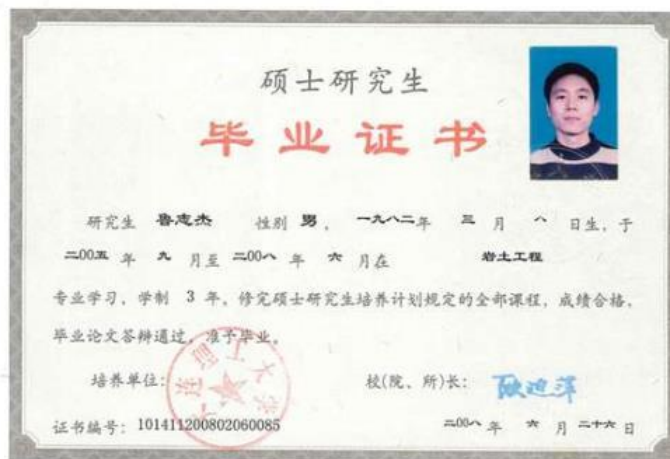 硕士研究生
毕业证书
研究生 鲁志杰 性别 男，一九八二年 三 月 八 日生，于
二00五 年 九 月至 二00八 年 六 月在 岩土工程
专业学习，学制 3 年，修完硕士研究生培养计划规定的全部课程，成绩合格，
毕业论文答辩通过，准予毕业。
培养单位：大连理工大学 校(院、所)长：
证书编号：101411200802060085 二00八 年 六 月 二十六 日